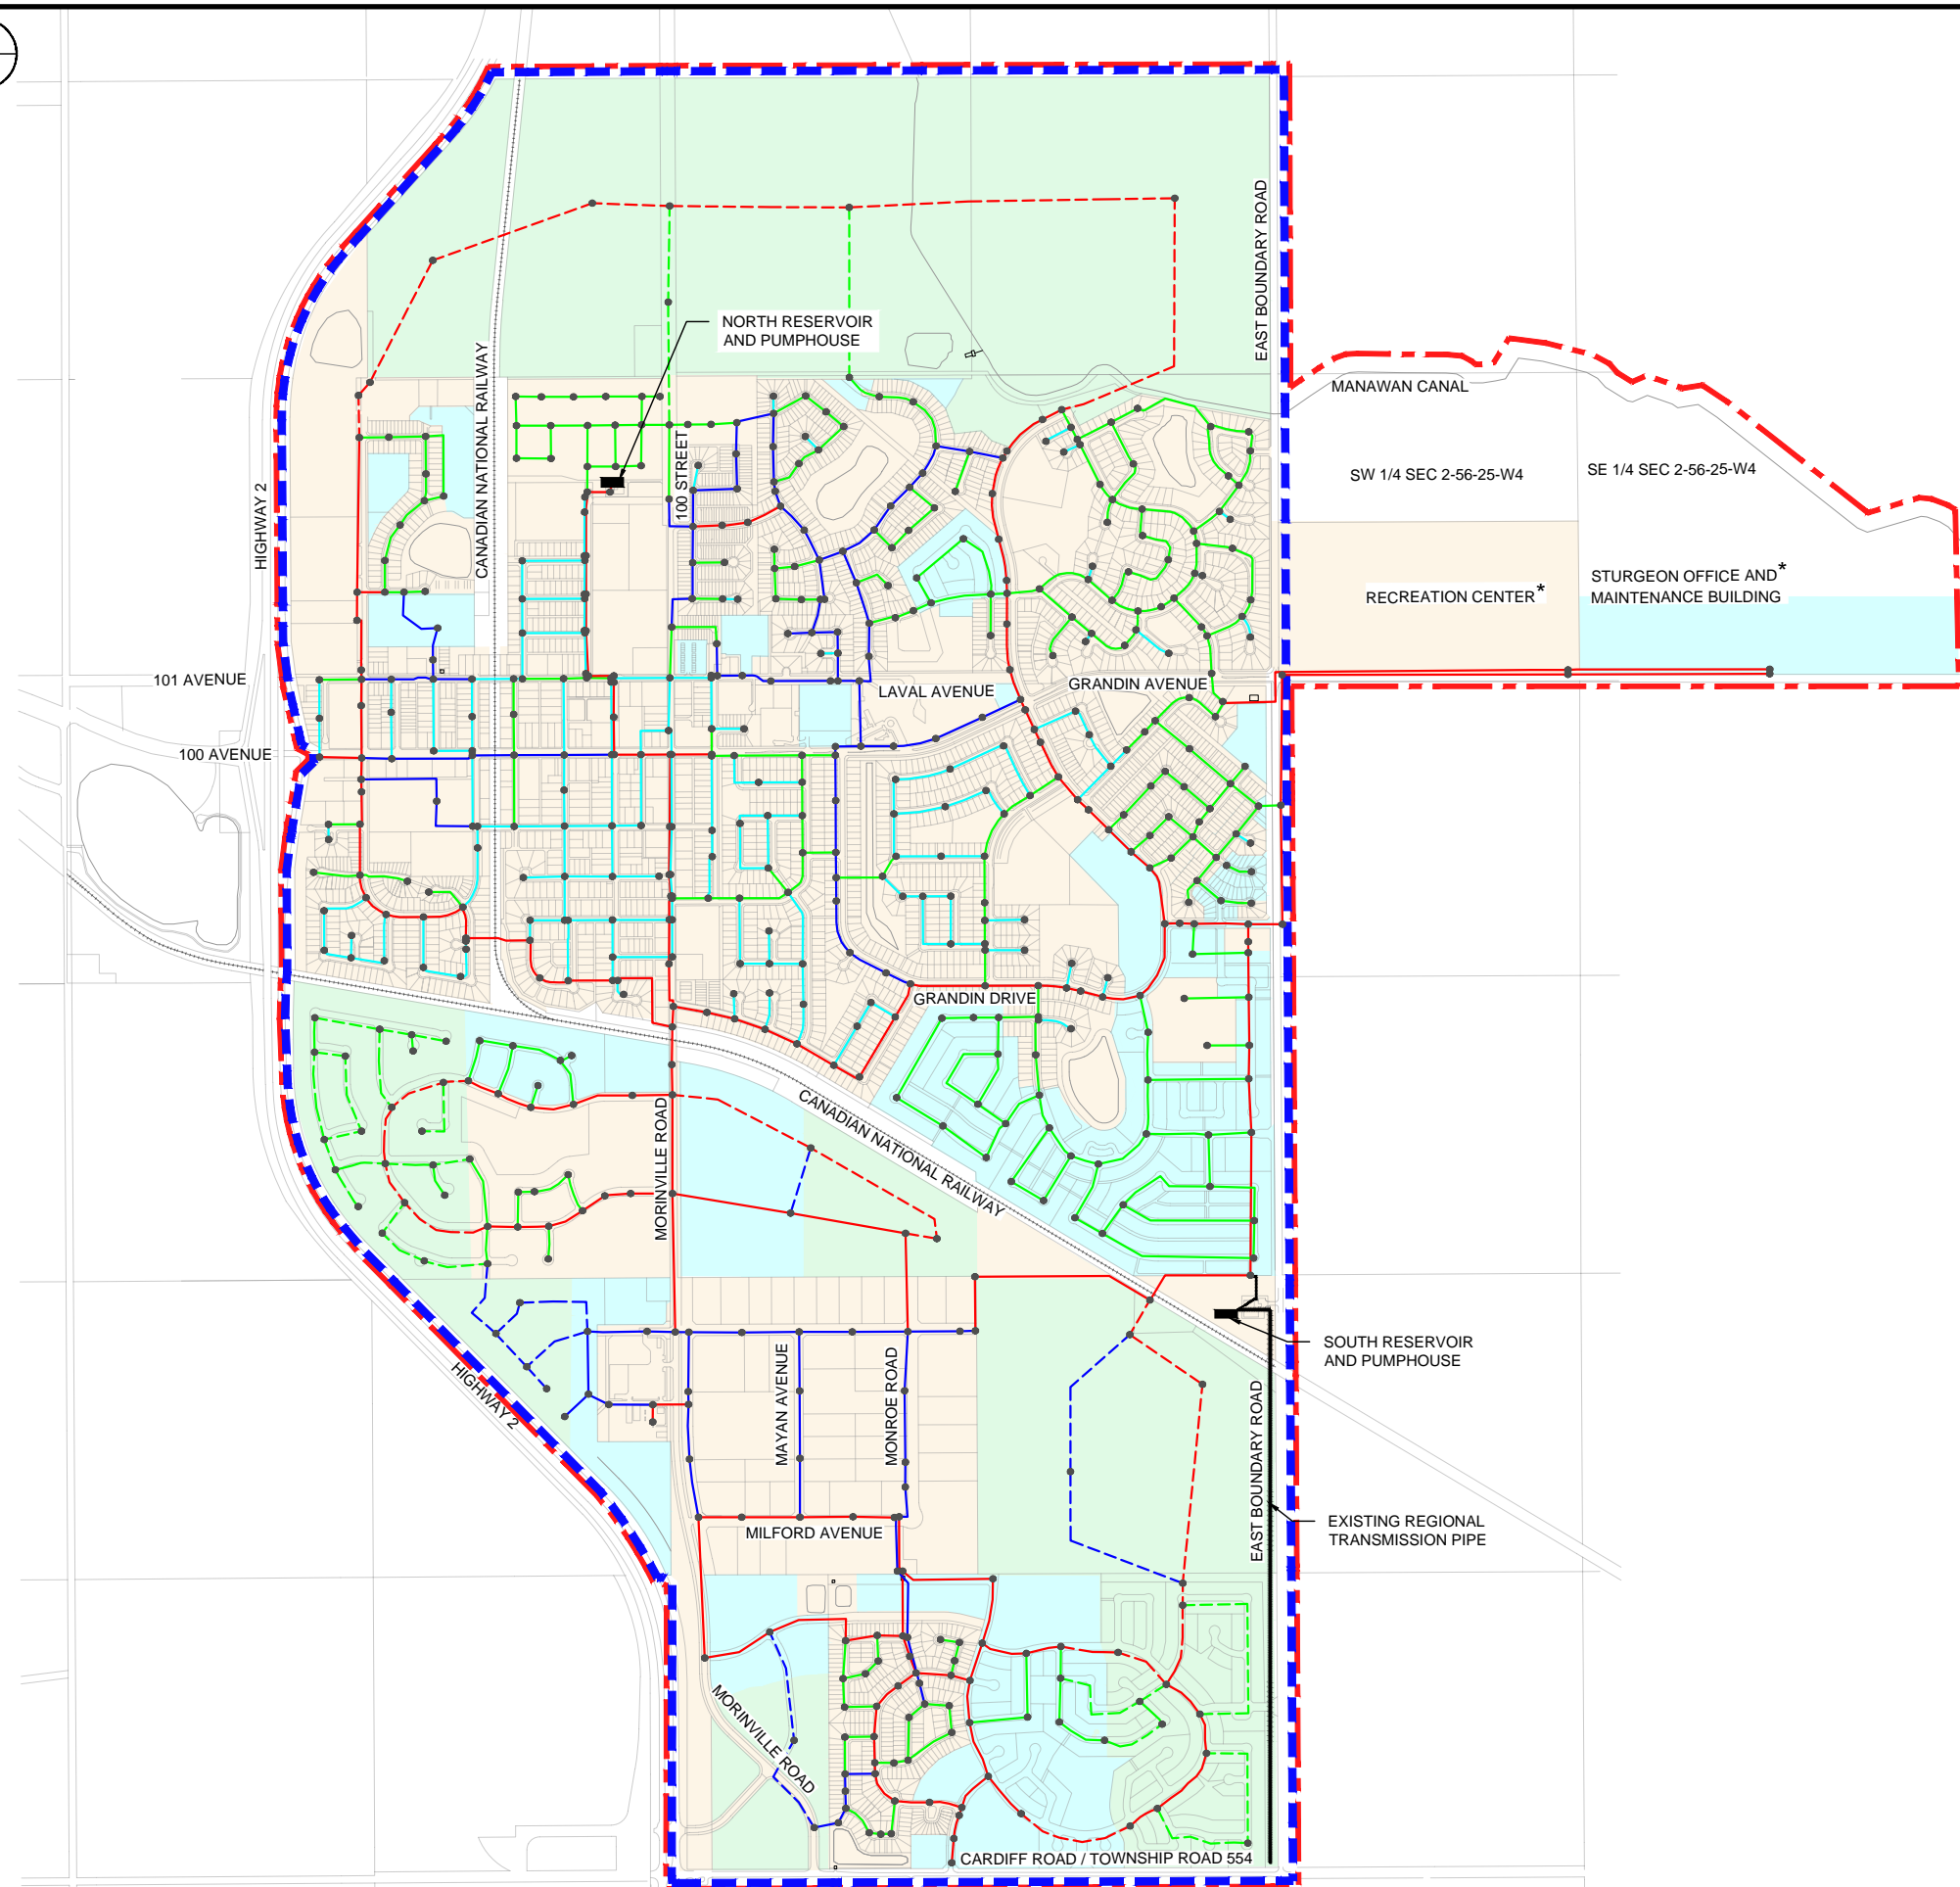 EAST BOUNDARY ROAD
NORTH RESERVOIR
AND PUMPHOUSE
CANADIAN NATIONAL RAILWAY
MANAWAN CANAL
HIGHWAY 2
100 STREET
SW 1/4 SEC 2-56-25-W4
SE 1/4 SEC 2-56-25-W4
RECREATION CENTER*
STURGEON OFFICE AND*
MAINTENANCE BUILDING
101 AVENUE
LAVAL AVENUE
GRANDIN AVENUE
100 AVENUE
GRANDIN DRIVE
MORINVILLE ROAD
CANADIAN NATIONAL RAILWAY
SOUTH RESERVOIR
AND PUMPHOUSE
HIGHWAY 2
MAYAN AVENUE
MONROE ROAD
EAST BOUNDARY ROAD
EXISTING REGIONAL
TRANSMISSION PIPE
MILFORD AVENUE
MORINVILLE ROAD
CARDIFF ROAD / TOWNSHIP ROAD 554